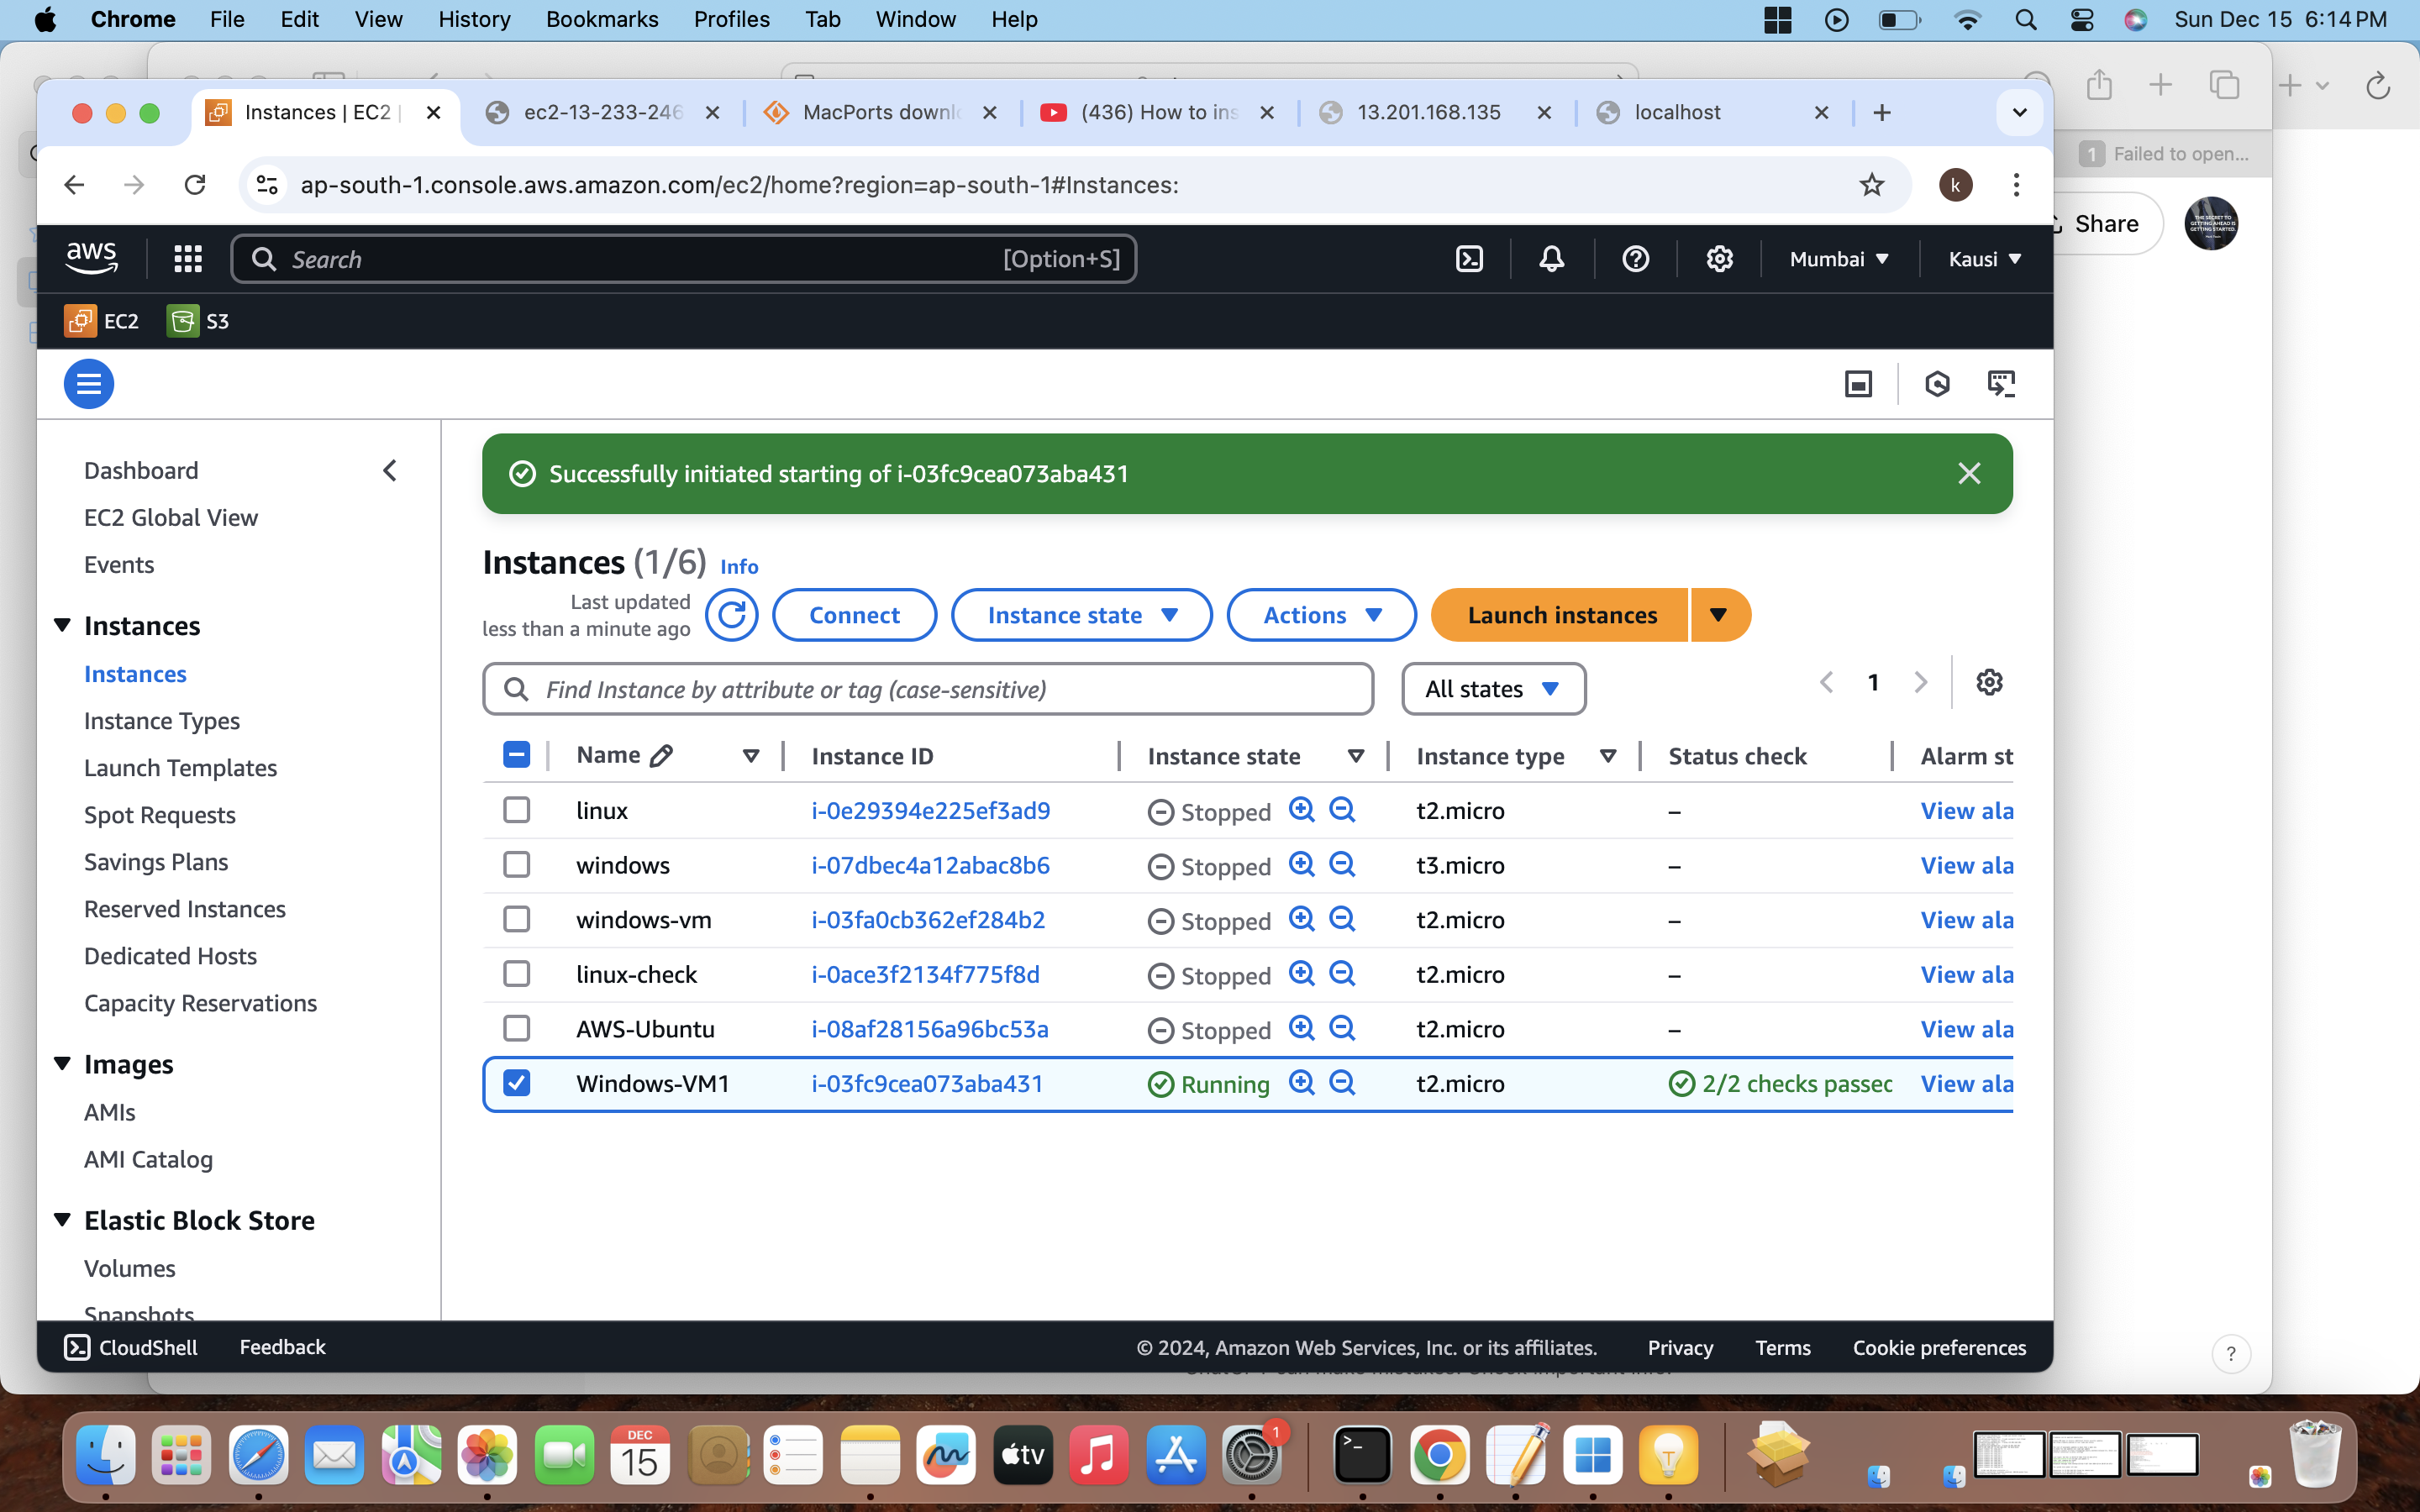 Chrome File Edit View History Bookmarks Profiles Tab Window Help Sun Dec 15 6:14 PM
Instances | EC2 | ec2-13-233-246 MacPorts downl (436) How to ins 13.201.168.135 localhost
1 Failed to open...
ap-south-1.console.aws.amazon.com/ec2/home?region=ap-south-1#Instances: k
Share
aws Search [Option+S] Mumbai Kausi
EC2 S3
Successfully initiated starting of i-03fc9cea073aba431
Dashboard
EC2 Global View
Events
Instances
Instances
Instance Types
Launch Templates
Spot Requests
Savings Plans
Reserved Instances
Dedicated Hosts
Capacity Reservations
Images
AMIs
AMI Catalog
Elastic Block Store
Volumes
Snapshots
Instances (1/6) Info
Last updated
less than a minute ago
Connect Instance state Actions Launch instances
Find Instance by attribute or tag (case-sensitive) All states 1
Name Instance ID Instance state Instance type Status check Alarm st
linux i-0e29394e225ef3ad9 Stopped t2.micro – View ala
windows i-07dbec4a12abac8b6 Stopped t3.micro – View ala
windows-vm i-03fa0cb362ef284b2 Stopped t2.micro – View ala
linux-check i-0ace3f2134f775f8d Stopped t2.micro – View ala
AWS-Ubuntu i-08af28156a96bc53a Stopped t2.micro – View ala
Windows-VM1 i-03fc9cea073aba431 Running t2.micro 2/2 checks passec View ala
CloudShell Feedback © 2024, Amazon Web Services, Inc. or its affiliates. Privacy Terms Cookie preferences
?
DEC
15
tv
1